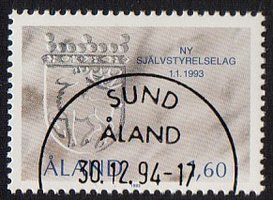 NY
SJÄLVSTYRELSELAG
1.1.1993
SUND
ÅLAND
ÅLAND 1,60
30.12.94-17